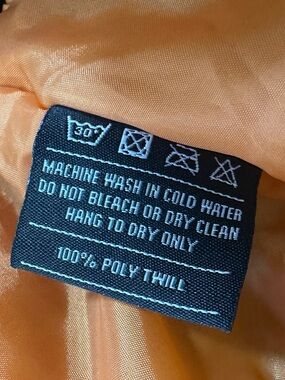 30°
MACHINE WASH IN COLD WATER
DO NOT BLEACH OR DRY CLEAN
HANG TO DRY ONLY
100% POLY TWILL